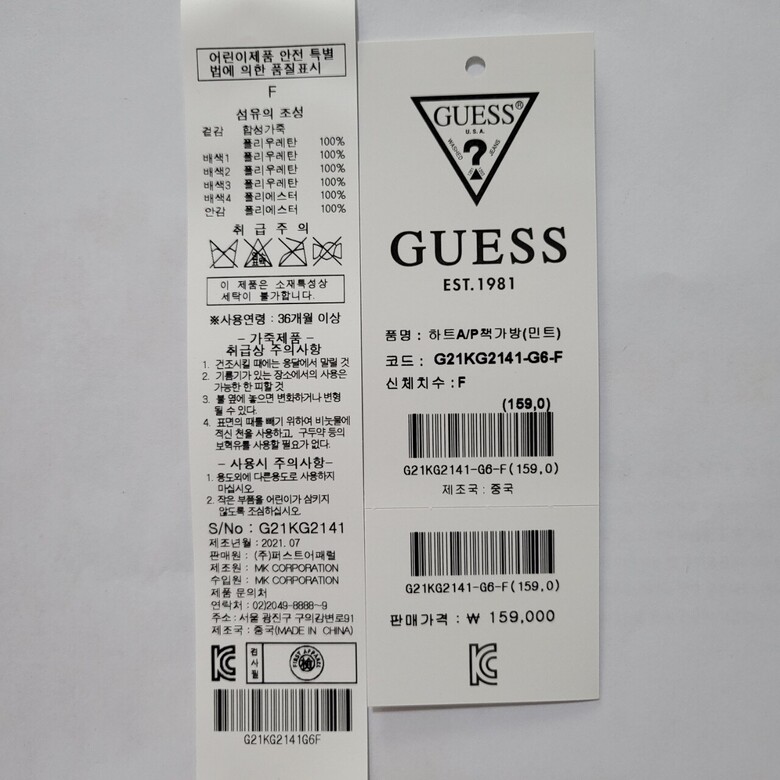 어린이제품 안전 특별
법에 의한 품질표시
F
섬유의 조성
겉감 합성가죽
폴리우레탄 100%
배색1 폴리우레탄 100%
배색2 폴리우레탄 100%
배색3 폴리우레탄 100%
배색4 폴리에스터 100%
안감 폴리에스터 100%
취 급 주 의
이 제품은 소재특성상
세탁이 불가합니다.
※사용연령 : 36개월 이상
- 가죽제품 -
취급상 주의사항
1. 건조시킬 때에는 응달에서 말릴 것
2. 기름기가 있는 장소에서의 사용은
가능한 한 피할 것
3. 불 옆에 놓으면 변화하거나 변형
될 수 있다.
4. 표면의 때를 빼기 위하여 비눗물에
적신 천을 사용하고, 구두약 등의
보혁유를 사용할 필요가 없다.
- 사용시 주의사항-
1. 용도외에 다른용도로 사용하지
마십시오.
2. 작은 부품을 어린이가 삼키지
않도록 조심하십시오.
S/No : G21KG2141
제조년월 : 2021.07
판매원 : (주)퍼스트어패럴
제조원 : MK CORPORATION
수입원 : MK CORPORATION
제품 문의처
연락처 : 02)2049-8888~9
주소 : 서울 광진구 구의강변로91
제조국 : 중국(MADE IN CHINA)
검사필
FIRST APPAREL
G21KG2141G6F
GUESS®
U.S.A.
WASHED ? JEANS
GUESS
EST.1981
품명 : 하트A/P책가방(민트)
코드 : G21KG2141-G6-F
신체치수 : F
(159,0)
G21KG2141-G6-F(159,0)
제조국 : 중국
G21KG2141-G6-F(159,0)
판매가격 : ₩ 159,000